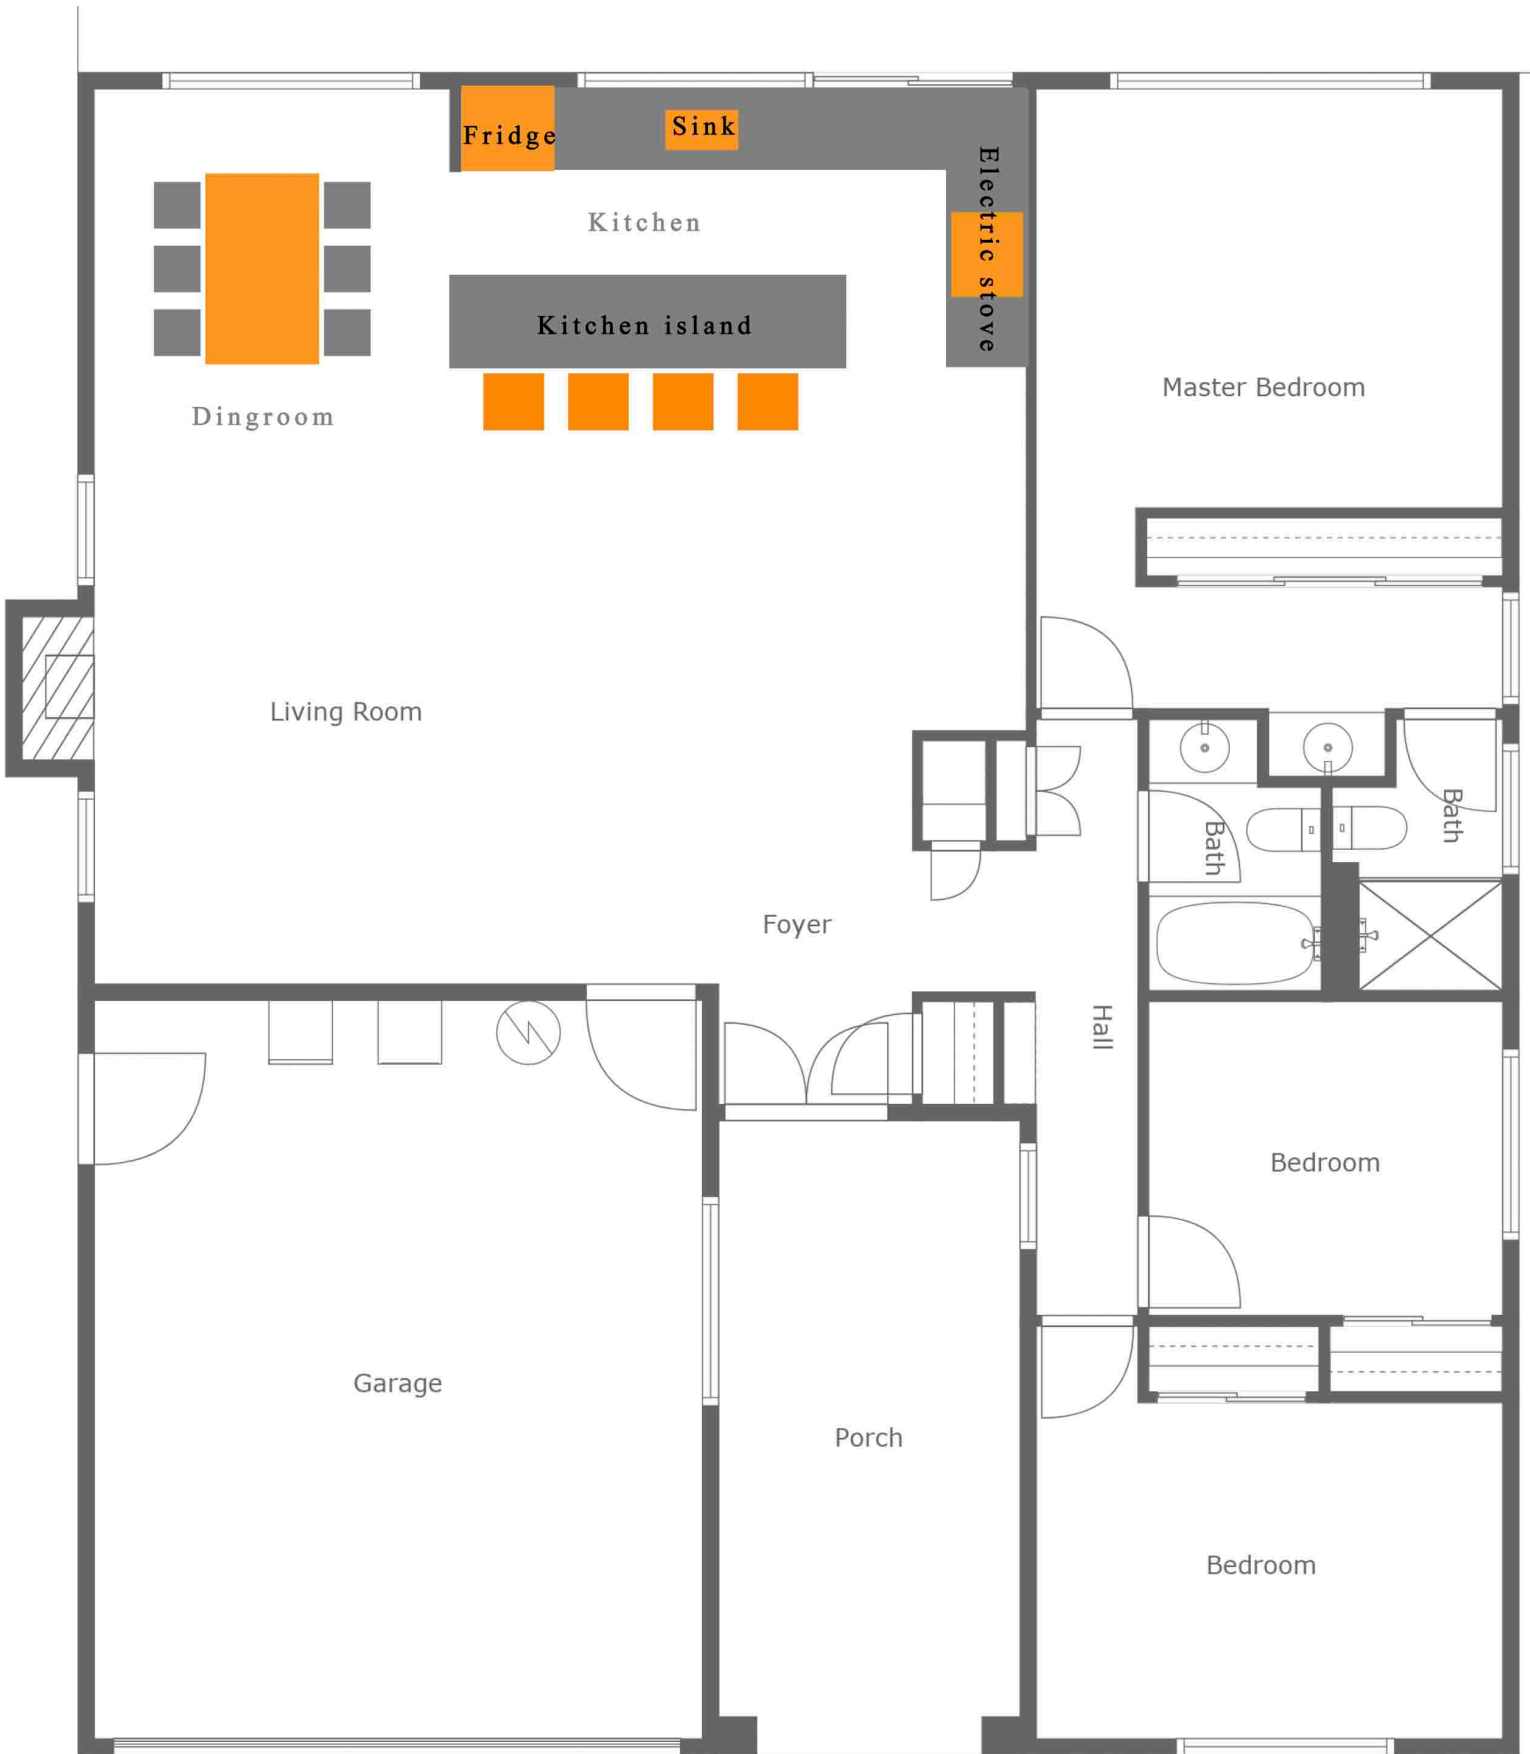 Fridge
Sink
Electric stove
Kitchen
Kitchen island
Dingroom
Master Bedroom
Living Room
Bath
Bath
Foyer
Hall
Bedroom
Garage
Porch
Bedroom